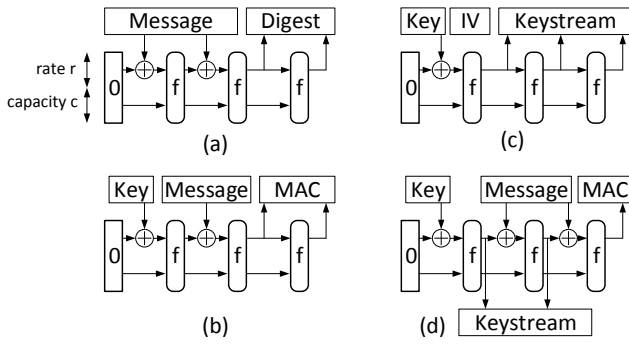 Message Digest
rate r
capacity c
0 f f f
(a)
Key IV Keystream
f f f
0
(c)
Key Message MAC
0 f f f
(b)
Key Message MAC
0 f f f
(d)
Keystream